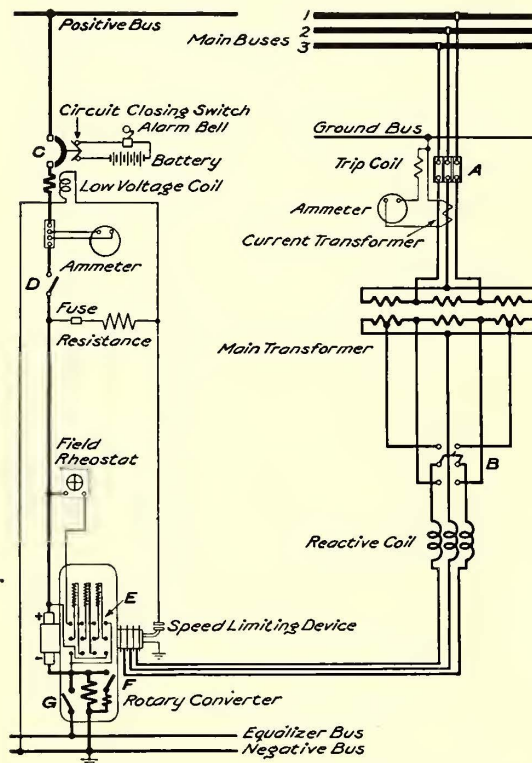 Positive Bus
1
Main Buses 2
3
Circuit Closing Switch
Alarm Bell
C
Battery
Low Voltage Coil
Ground Bus
Trip Coil
A
Ammeter
Current Transformer
Ammeter
D
Fuse
Resistance
Main Transformer
Field
Rheostat
B
Reactive Coil
E
Speed Limiting Device
+
-
F
G
Rotary Converter
Equalizer Bus
Negative Bus